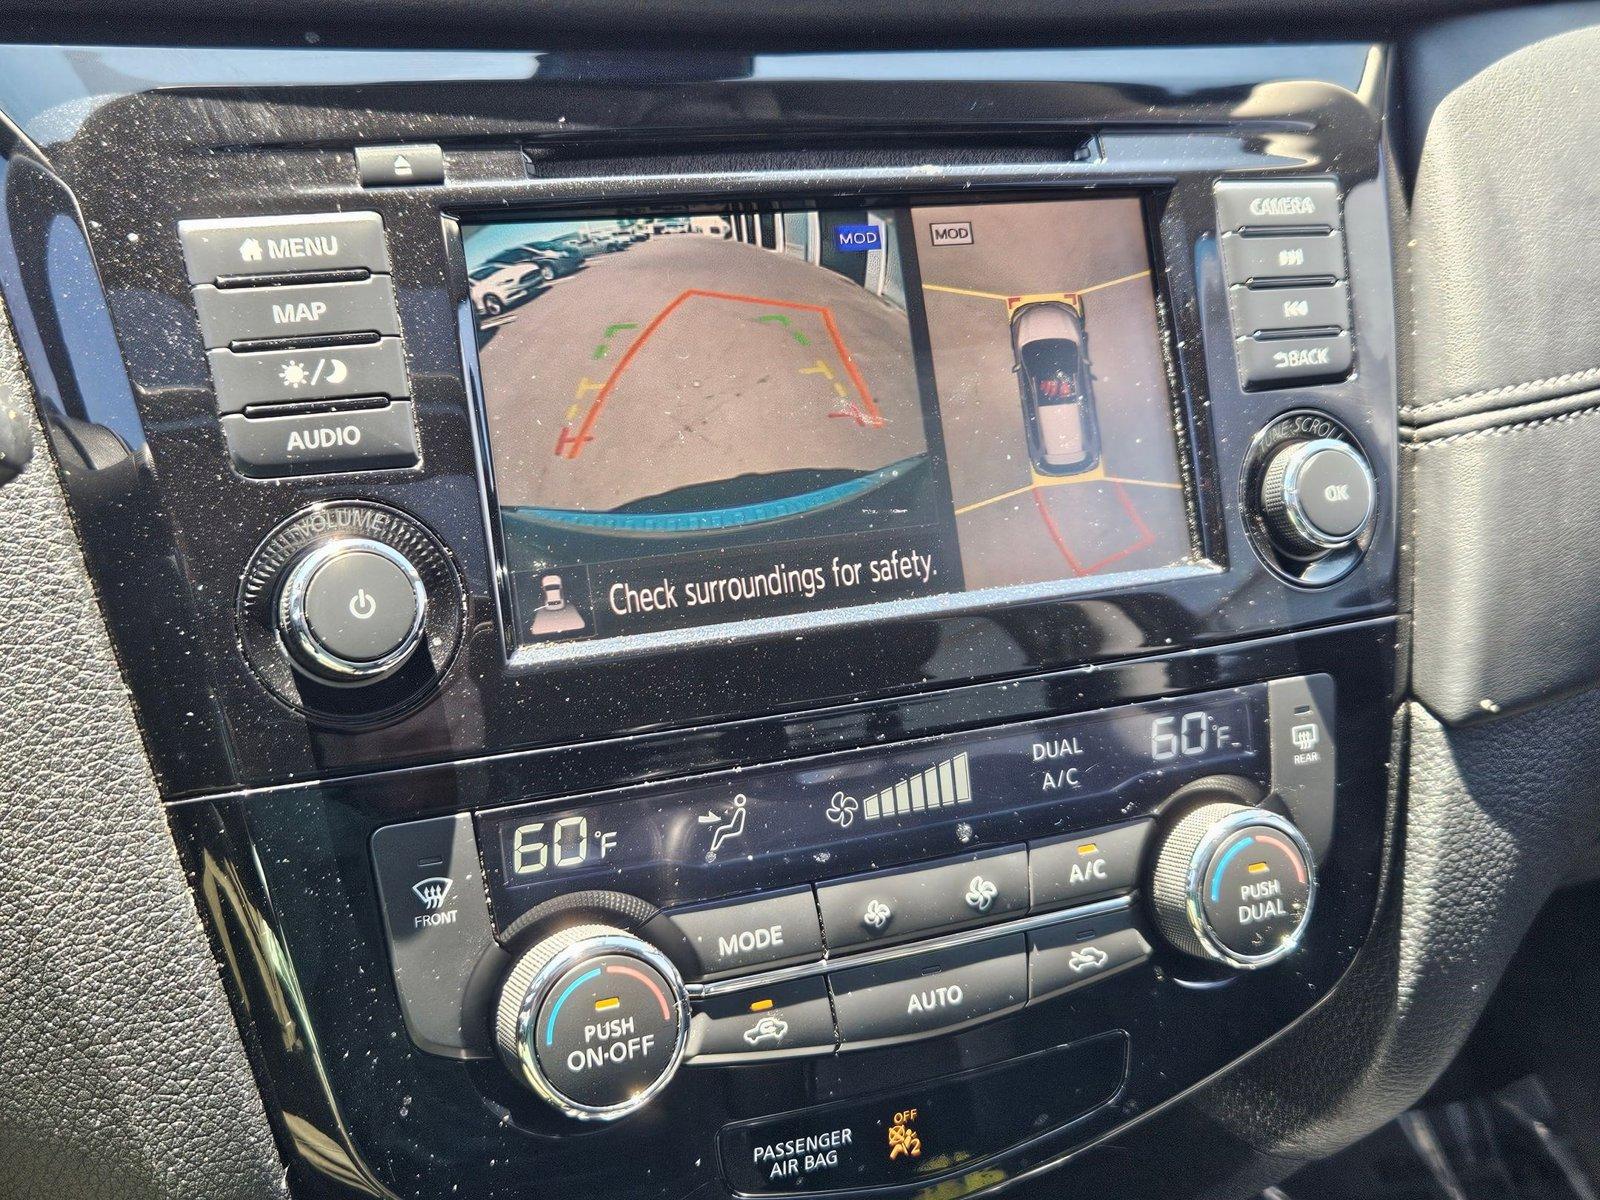 MENU
MAP
AUDIO
VOLUME
MOD
MOD
Check surroundings for safety.
CAMERA
BACK
TUNE·SCROLL
OK
60°F
DUAL
A/C
60°F
REAR
FRONT
MODE
A/C
PUSH
DUAL
PUSH
ON·OFF
AUTO
PASSENGER
AIR BAG
OFF
2